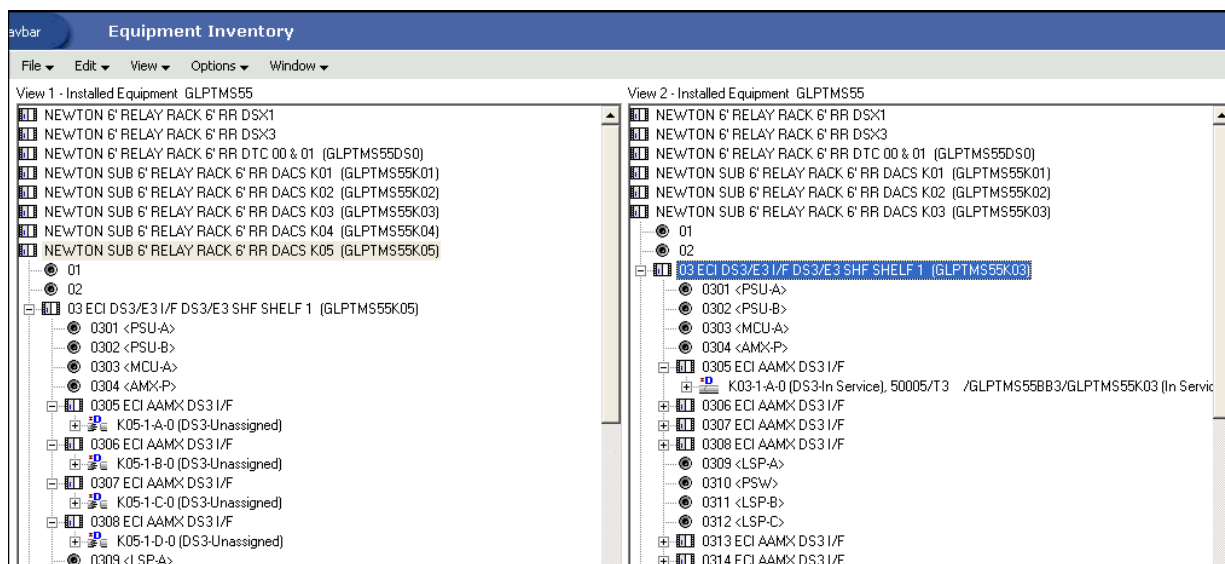 avbar
Equipment Inventory
File Edit View Options Window
View 1 - Installed Equipment GLPTMS55
NEWTON 6' RELAY RACK 6' RR DSX1
NEWTON 6' RELAY RACK 6' RR DSX3
NEWTON 6' RELAY RACK 6' RR DTC 00 & 01 (GLPTMS55DS0)
NEWTON SUB 6' RELAY RACK 6' RR DACS K01 (GLPTMS55K01)
NEWTON SUB 6' RELAY RACK 6' RR DACS K02 (GLPTMS55K02)
NEWTON SUB 6' RELAY RACK 6' RR DACS K03 (GLPTMS55K03)
NEWTON SUB 6' RELAY RACK 6' RR DACS K04 (GLPTMS55K04)
NEWTON SUB 6' RELAY RACK 6' RR DACS K05 (GLPTMS55K05)
01
02
03 ECI DS3/E3 I/F DS3/E3 SHF SHELF 1 (GLPTMS55K05)
0301 <PSU-A>
0302 <PSU-B>
0303 <MCU-A>
0304 <AMX-P>
0305 ECI AAMX DS3 I/F
K05-1-A-0 (DS3-Unassigned)
0306 ECI AAMX DS3 I/F
K05-1-B-0 (DS3-Unassigned)
0307 ECI AAMX DS3 I/F
K05-1-C-0 (DS3-Unassigned)
0308 ECI AAMX DS3 I/F
K05-1-D-0 (DS3-Unassigned)
0309 <LSP-A>
View 2 - Installed Equipment GLPTMS55
NEWTON 6' RELAY RACK 6' RR DSX1
NEWTON 6' RELAY RACK 6' RR DSX3
NEWTON 6' RELAY RACK 6' RR DTC 00 & 01 (GLPTMS55DS0)
NEWTON SUB 6' RELAY RACK 6' RR DACS K01 (GLPTMS55K01)
NEWTON SUB 6' RELAY RACK 6' RR DACS K02 (GLPTMS55K02)
NEWTON SUB 6' RELAY RACK 6' RR DACS K03 (GLPTMS55K03)
01
02
03 ECI DS3/E3 I/F DS3/E3 SHF SHELF 1 (GLPTMS55K03)
0301 <PSU-A>
0302 <PSU-B>
0303 <MCU-A>
0304 <AMX-P>
0305 ECI AAMX DS3 I/F
K03-1-A-0 (DS3-In Service), 50005/T3 /GLPTMS55BB3/GLPTMS55K03 (In Servic
0306 ECI AAMX DS3 I/F
0307 ECI AAMX DS3 I/F
0308 ECI AAMX DS3 I/F
0309 <LSP-A>
0310 <PSW>
0311 <LSP-B>
0312 <LSP-C>
0313 ECI AAMX DS3 I/F
0314 ECI AAMX DS3 I/F